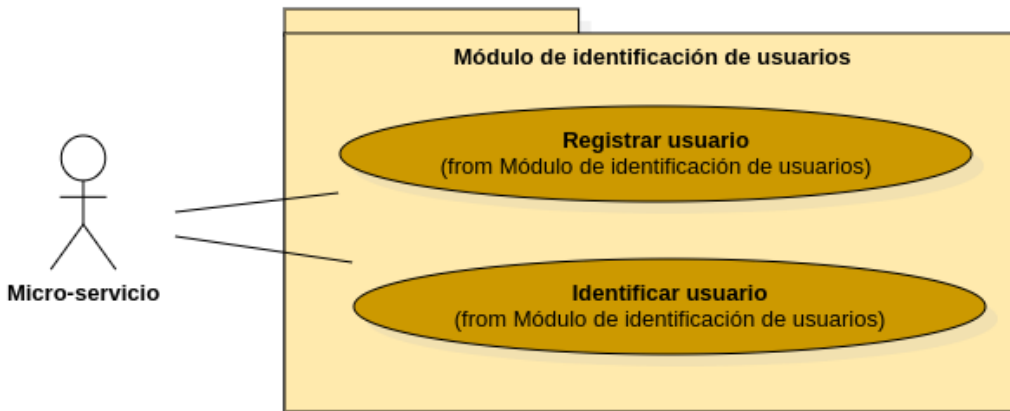 Módulo de identificación de usuarios
Registrar usuario
(from Módulo de identificación de usuarios)
Micro-servicio
Identificar usuario
(from Módulo de identificación de usuarios)